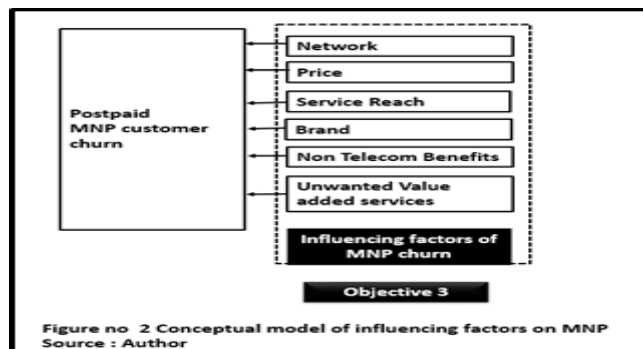 Postpaid
MNP customer
churn
Network
Price
Service Reach
Brand
Non Telecom Benefits
Unwanted Value
added services
Influencing factors of
MNP churn
Objective 3
Figure no 2 Conceptual model of influencing factors on MNP
Source : Author